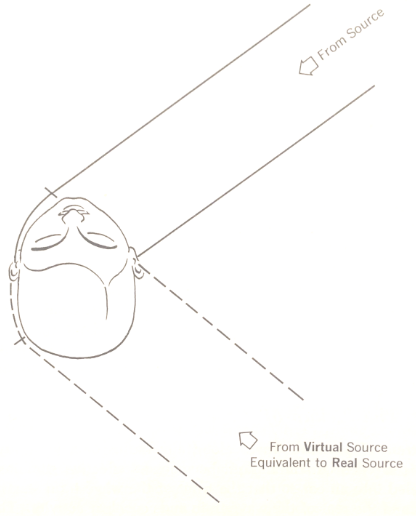 From Source
From Virtual Source
Equivalent to Real Source